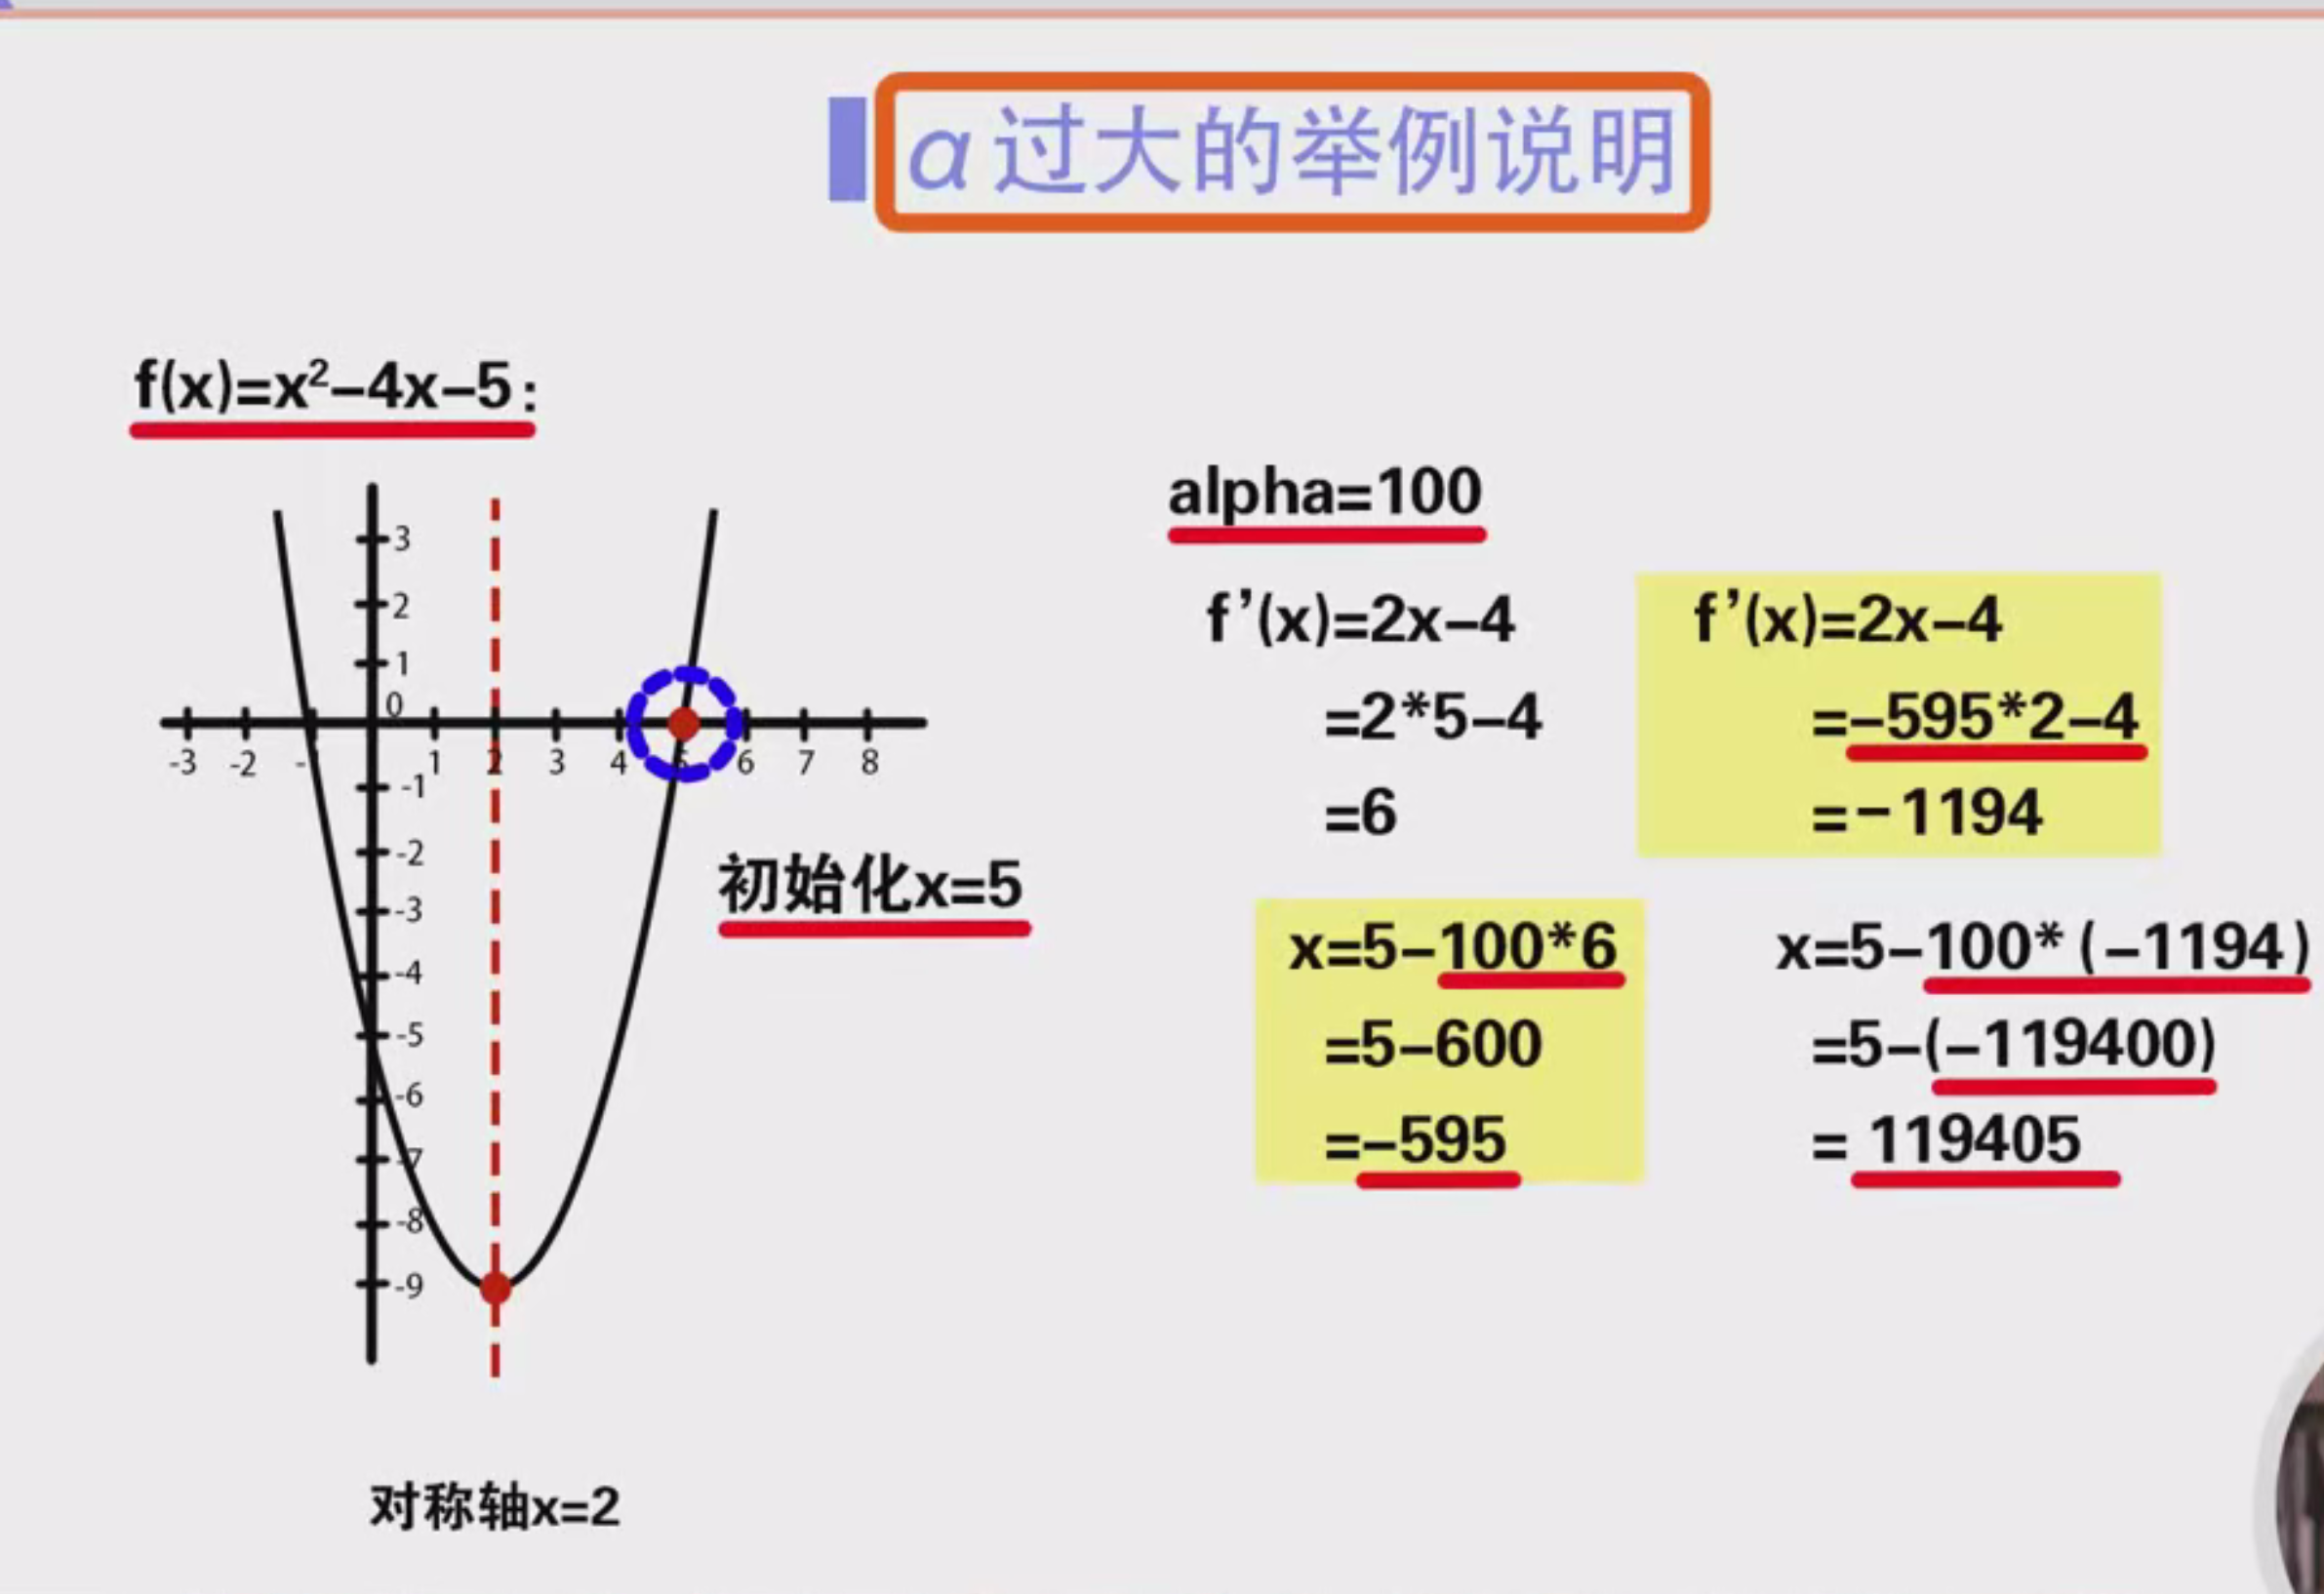 α过大的举例说明
f(x)=x²–4x–5:
3
2
1
0
-3 -2 - 1 2 3 4 5 6 7 8
-1
-2
-3
-4
-5
-6
-7
-8
-9
初始化x=5
对称轴x=2
alpha=100
f’(x)=2x–4
=2*5–4
=6
x=5–100*6
=5–600
=–595
f’(x)=2x–4
=–595*2–4
=–1194
x=5–100*(–1194)
=5–(–119400)
= 119405